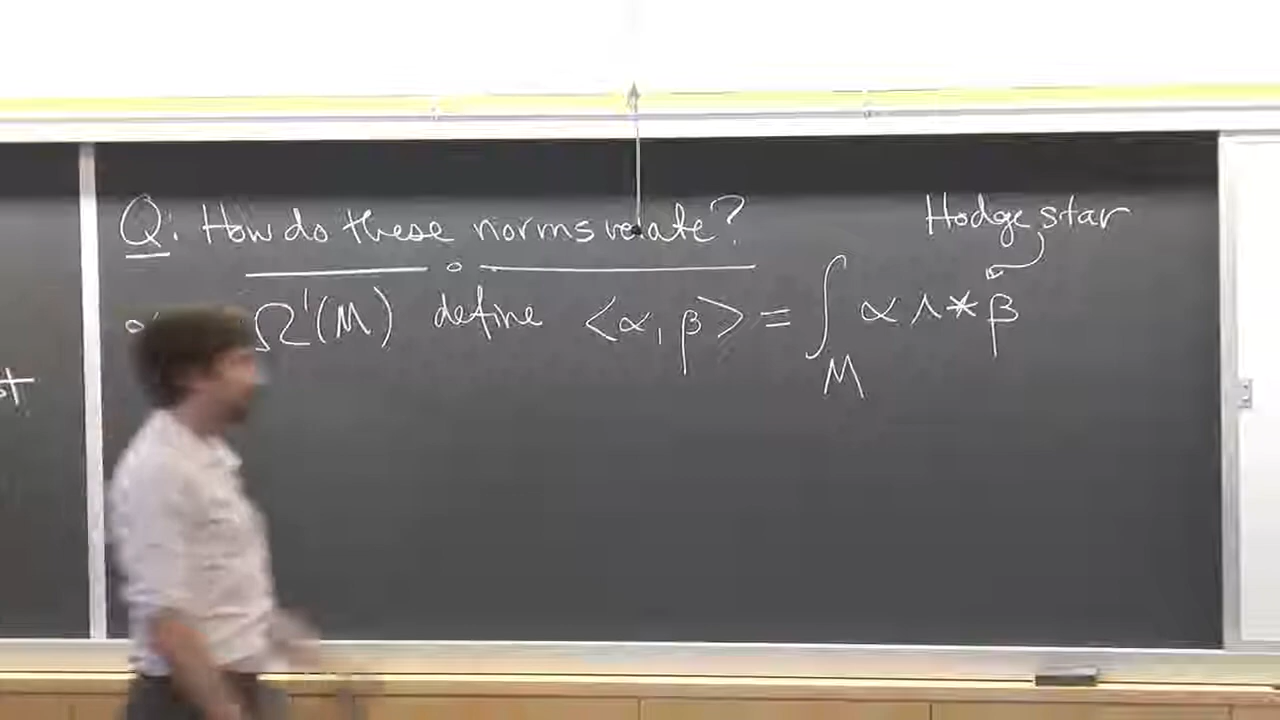 Q: How do these norms relate?
Hodge star
Ω¹(M) define <α, β> = ∫_M α ∧ * β